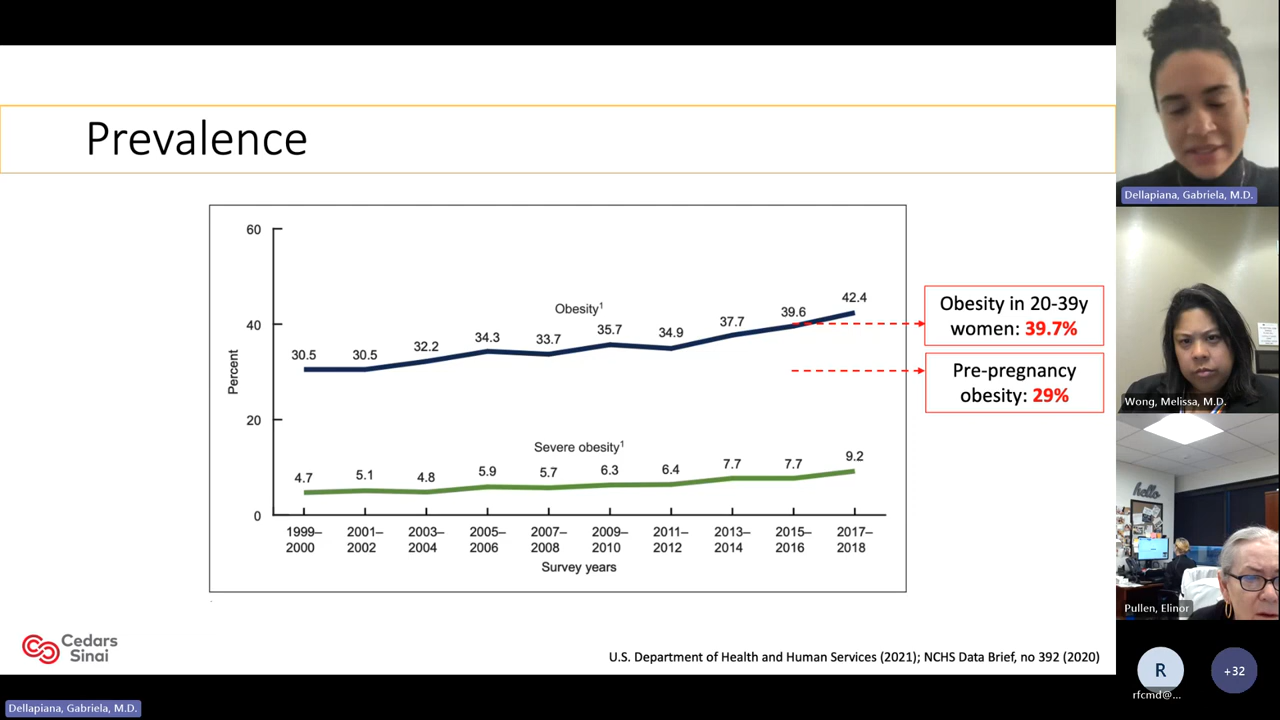 Prevalence
60
40
20
0
Percent
Obesity¹
30.5
30.5
32.2
34.3
33.7
35.7
34.9
37.7
39.6
42.4
Severe obesity¹
4.7
5.1
4.8
5.9
5.7
6.3
6.4
7.7
7.7
9.2
1999–
2000
2001–
2002
2003–
2004
2005–
2006
2007–
2008
2009–
2010
2011–
2012
2013–
2014
2015–
2016
2017–
2018
Survey years
Obesity in 20-39y
women: 39.7%
Pre-pregnancy
obesity: 29%
Cedars
Sinai
U.S. Department of Health and Human Services (2021); NCHS Data Brief, no 392 (2020)
Dellapiana, Gabriela, M.D.
Dellapiana, Gabriela, M.D.
Wong, Melissa, M.D.
hello
Pullen, Elinor
R
rfcmd@...
+32